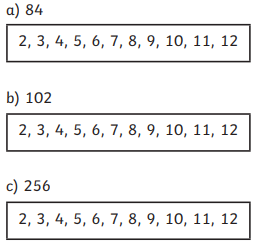 a) 84
2, 3, 4, 5, 6, 7, 8, 9, 10, 11, 12
b) 102
2, 3, 4, 5, 6, 7, 8, 9, 10, 11, 12
c) 256
2, 3, 4, 5, 6, 7, 8, 9, 10, 11, 12